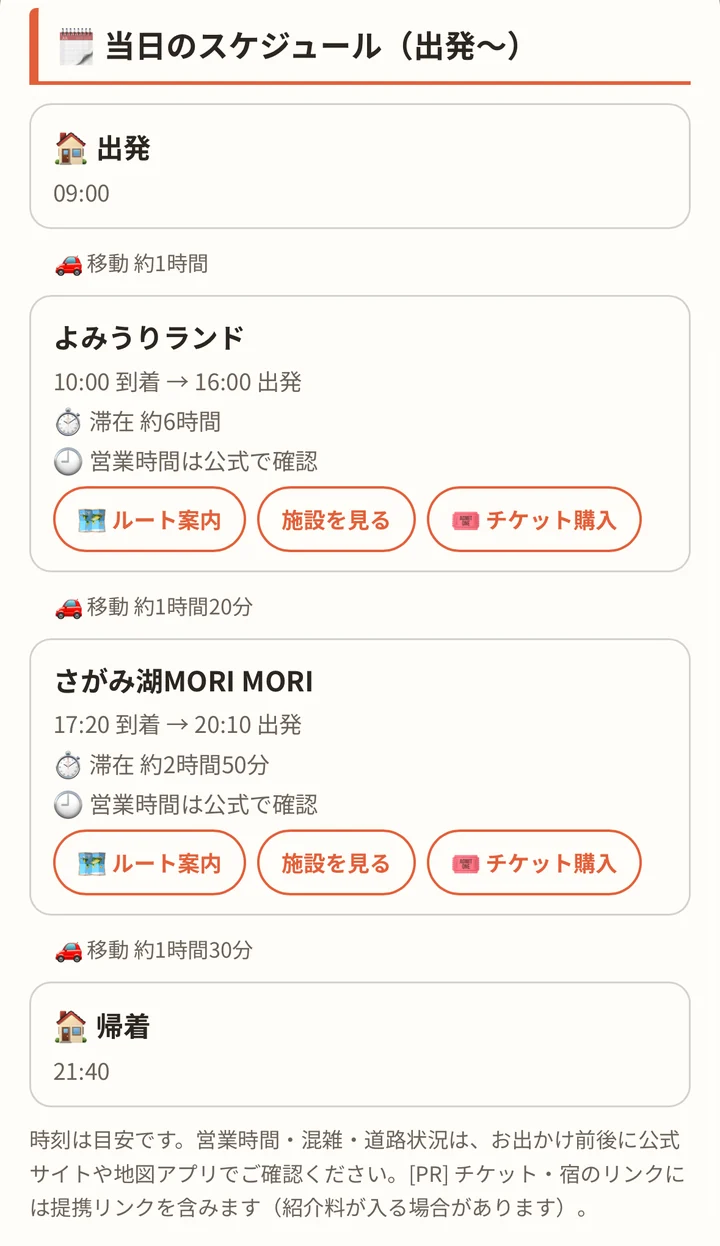 当日のスケジュール（出発〜）
出発
09:00
移動 約1時間
よみうりランド
10:00 到着 → 16:00 出発
滞在 約6時間
営業時間は公式で確認
ルート案内 施設を見る チケット購入
移動 約1時間20分
さがみ湖MORI MORI
17:20 到着 → 20:10 出発
滞在 約2時間50分
営業時間は公式で確認
ルート案内 施設を見る チケット購入
移動 約1時間30分
帰着
21:40
時刻は目安です。営業時間・混雑・道路状況は、お出かけ前後に公式
サイトや地図アプリでご確認ください。[PR] チケット・宿のリンクに
は提携リンクを含みます（紹介料が入る場合があります）。